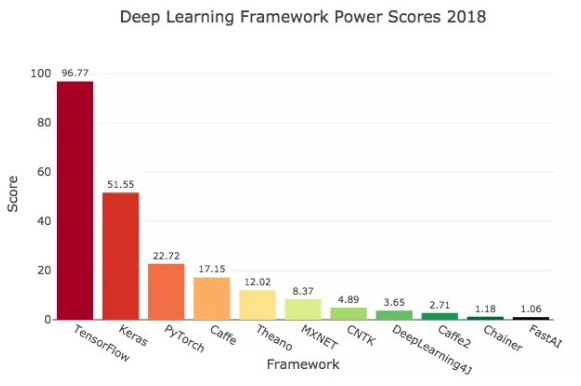 Deep Learning Framework Power Scores 2018
Score
100
80
60
40
20
0
96.77
51.55
22.72
17.15
12.02
8.37
4.89
3.65
2.71
1.18
1.06
TensorFlow
Keras
PyTorch
Caffe
Theano
MXNET
CNTK
DeepLearning4J
Caffe2
Chainer
FastAI
Framework